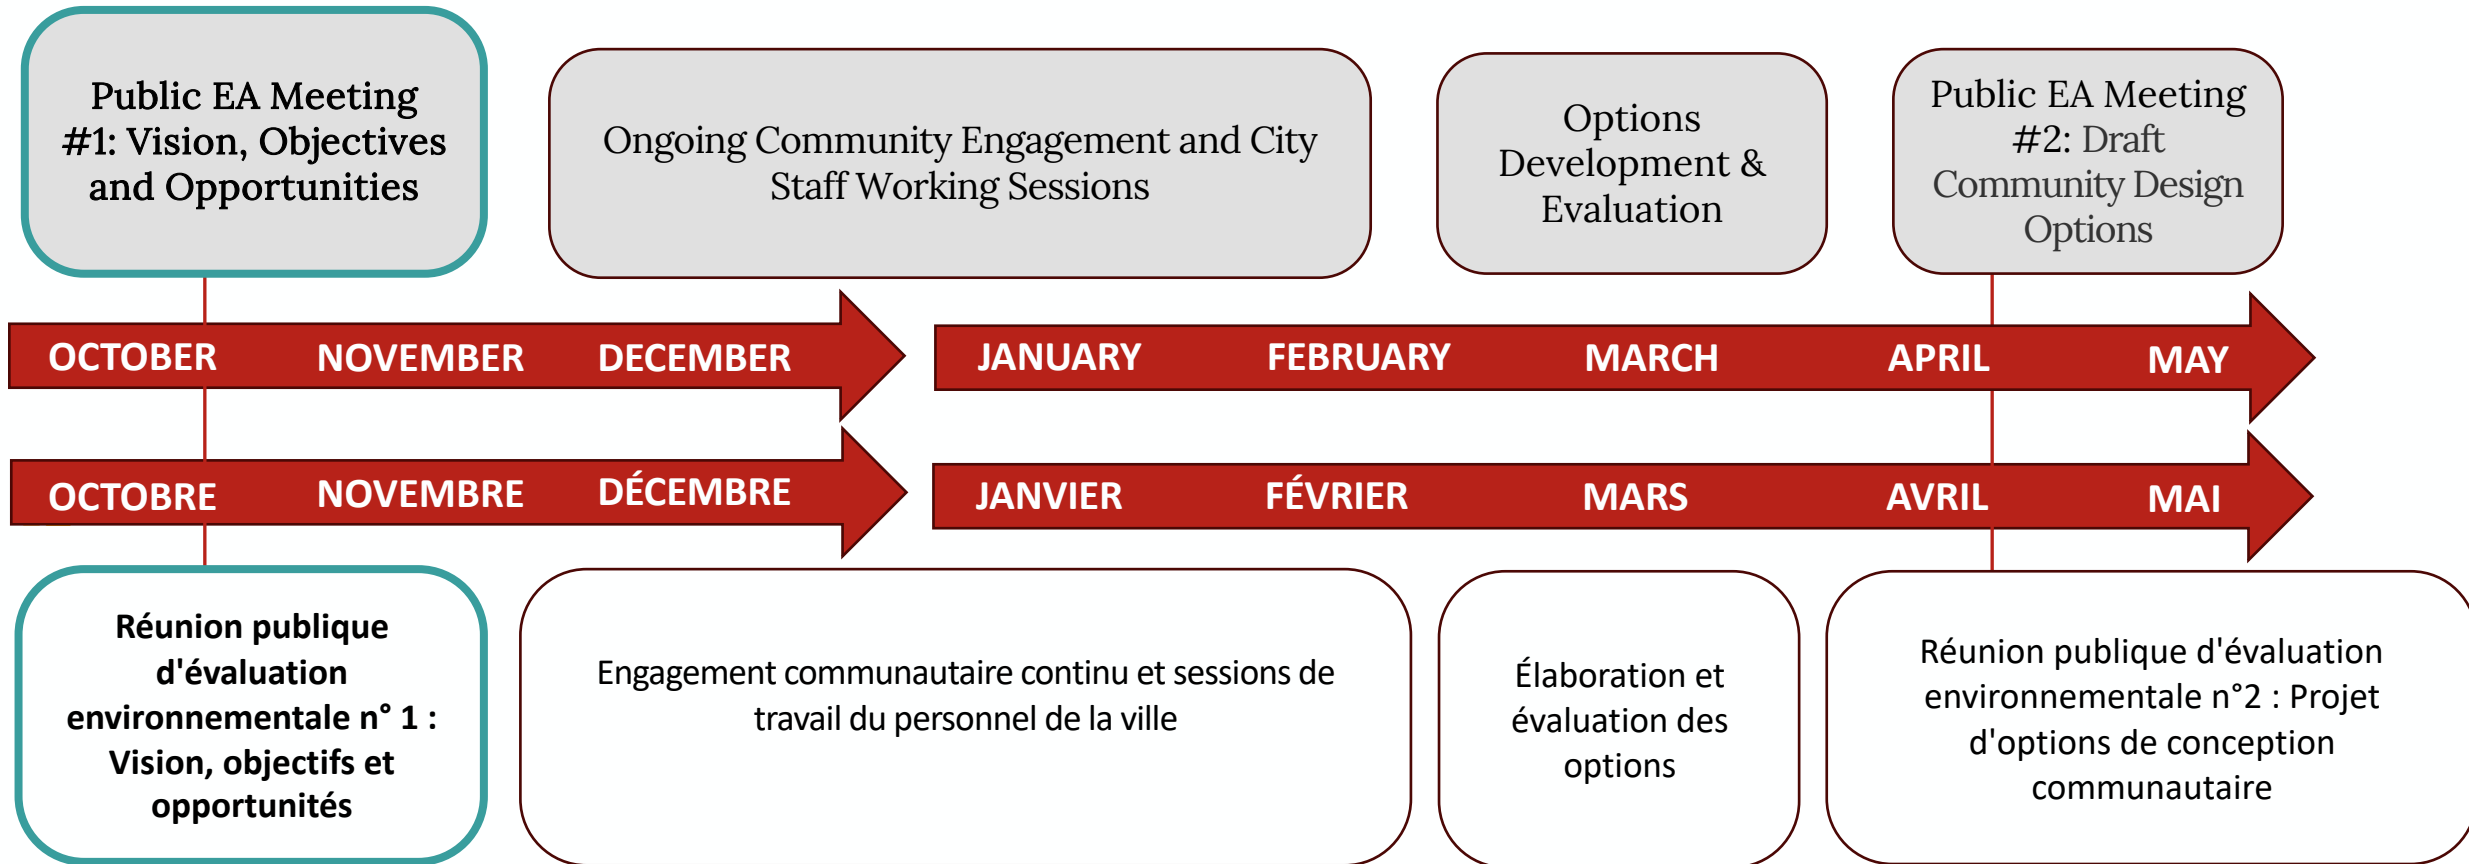 Public EA Meeting
#1: Vision, Objectives
and Opportunities
Ongoing Community Engagement and City
Staff Working Sessions
Options
Development &
Evaluation
Public EA Meeting
#2: Draft
Community Design
Options
OCTOBER NOVEMBER DECEMBER JANUARY FEBRUARY MARCH APRIL MAY
OCTOBRE NOVEMBRE DÉCEMBRE JANVIER FÉVRIER MARS AVRIL MAI
Réunion publique
d'évaluation
environnementale n° 1 :
Vision, objectifs et
opportunités
Engagement communautaire continu et sessions de
travail du personnel de la ville
Élaboration et
évaluation des
options
Réunion publique d'évaluation
environnementale n°2 : Projet
d'options de conception
communautaire